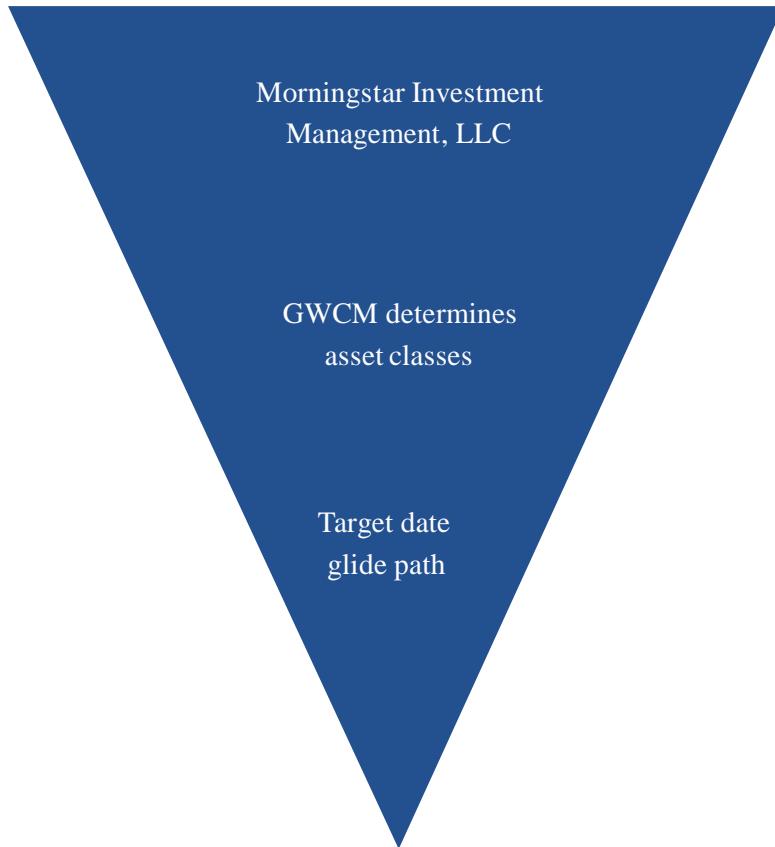 Morningstar Investment
Management, LLC
GWCM determines
asset classes
Target date
glide path